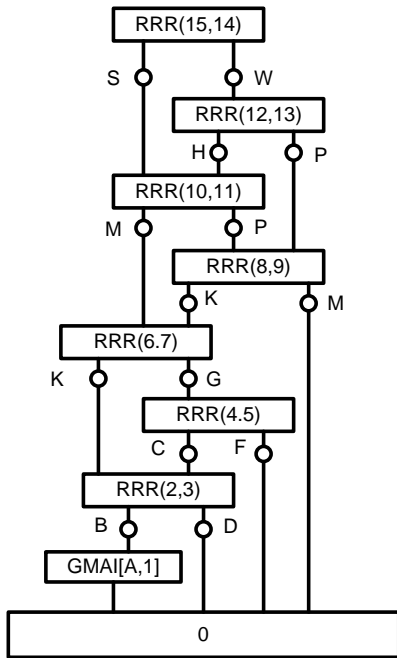 RRR(15,14)
S W
RRR(12,13)
H P
RRR(10,11)
M P
RRR(8,9)
K M
RRR(6.7)
K G
RRR(4.5)
C F
RRR(2,3)
B D
GMAI[A,1]
0